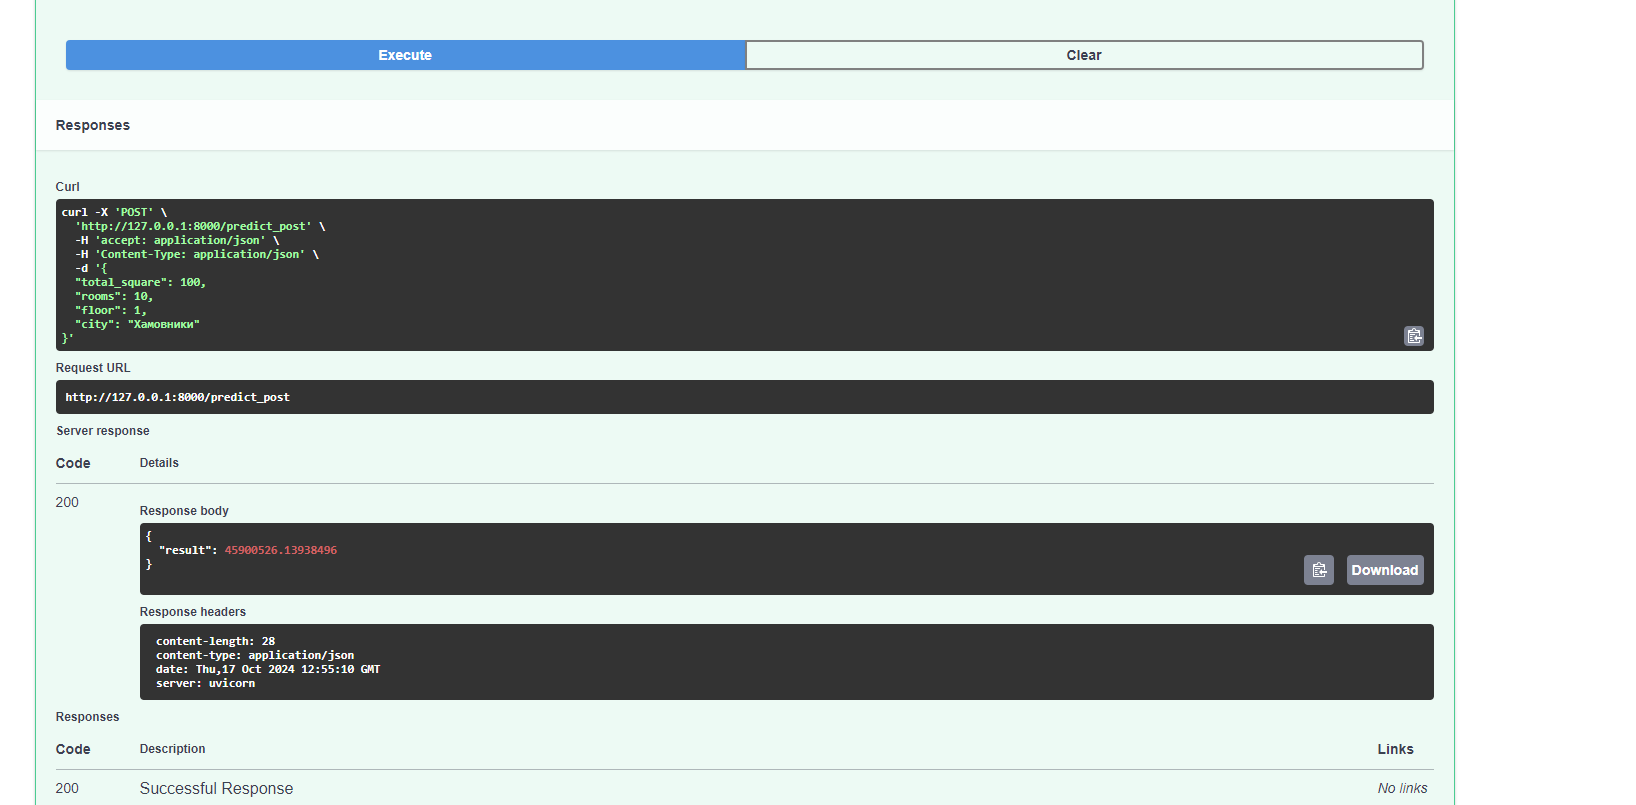 Execute
Clear
Responses
Curl
curl -X 'POST' \
  'http://127.0.0.1:8000/predict_post' \
  -H 'accept: application/json' \
  -H 'Content-Type: application/json' \
  -d '{
  "total_square": 100,
  "rooms": 10,
  "floor": 1,
  "city": "Хамовники"
}'
Request URL
http://127.0.0.1:8000/predict_post
Server response
Code Details
200
Response body
{
  "result": 45900526.13938496
}
Download
Response headers
content-length: 28
content-type: application/json
date: Thu,17 Oct 2024 12:55:10 GMT
server: uvicorn
Responses
Code Description Links
200 Successful Response No links